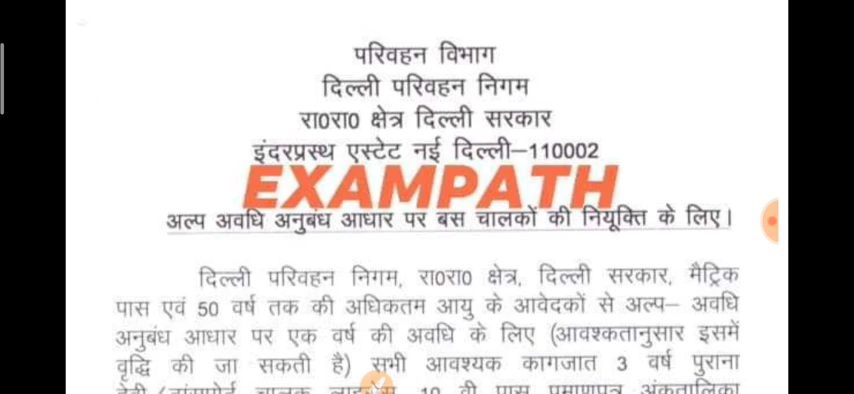 परिवहन विभाग
दिल्ली परिवहन निगम
रा0रा0 क्षेत्र दिल्ली सरकार
इंदरप्रस्थ एस्टेट नई दिल्ली–110002
EXAMPATH
अल्प अवधि अनुबंध आधार पर बस चालकों की नियूक्ति के लिए।
दिल्ली परिवहन निगम, रा0रा0 क्षेत्र, दिल्ली सरकार, मैट्रिक
पास एवं 50 वर्ष तक की अधिकतम आयु के आवेदकों से अल्प– अवधि
अनुबंध आधार पर एक वर्ष की अवधि के लिए (आवश्कतानुसार इसमें
वृद्धि की जा सकती है) सभी आवश्यक कागजात 3 वर्ष पुराना
10 वी पास प्रमाणपत्र अंकतालिका